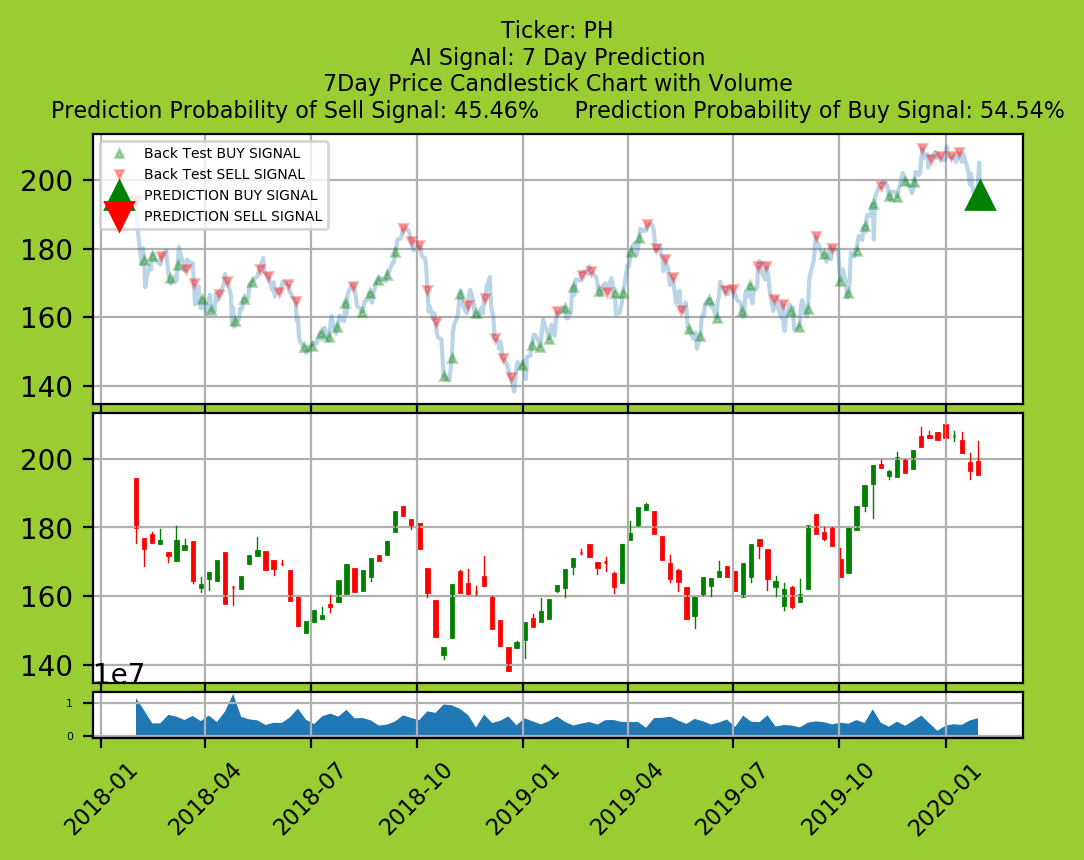 Ticker: PH
AI Signal: 7 Day Prediction
7Day Price Candlestick Chart with Volume
Prediction Probability of Sell Signal: 45.46%     Prediction Probability of Buy Signal: 54.54%
Back Test BUY SIGNAL
Back Test SELL SIGNAL
PREDICTION BUY SIGNAL
PREDICTION SELL SIGNAL
200
180
160
140
200
180
160
140
1e7
1
0
2018-01 2018-04 2018-07 2018-10 2019-01 2019-04 2019-07 2019-10 2020-01